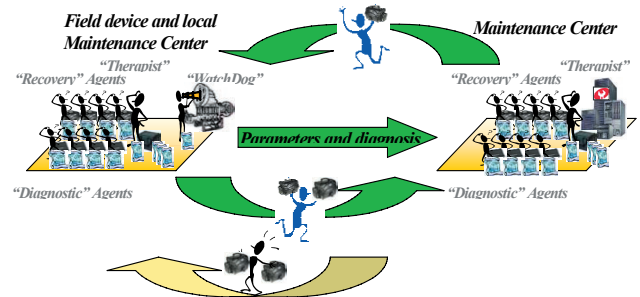 Field device and local
Maintenance Center
Maintenance Center
“Therapist”
“Recovery” Agents
“WatchDog”
“Therapist”
“Recovery” Agents
Parameters and diagnosis
“Diagnostic” Agents
“Diagnostic” Agents